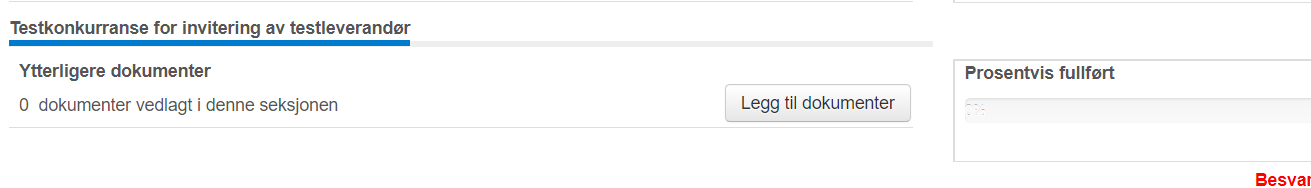 Testkonkurranse for invitering av testleverandør
Ytterligere dokumenter
0 dokumenter vedlagt i denne seksjonen
Legg til dokumenter
Prosentvis fullført
0%